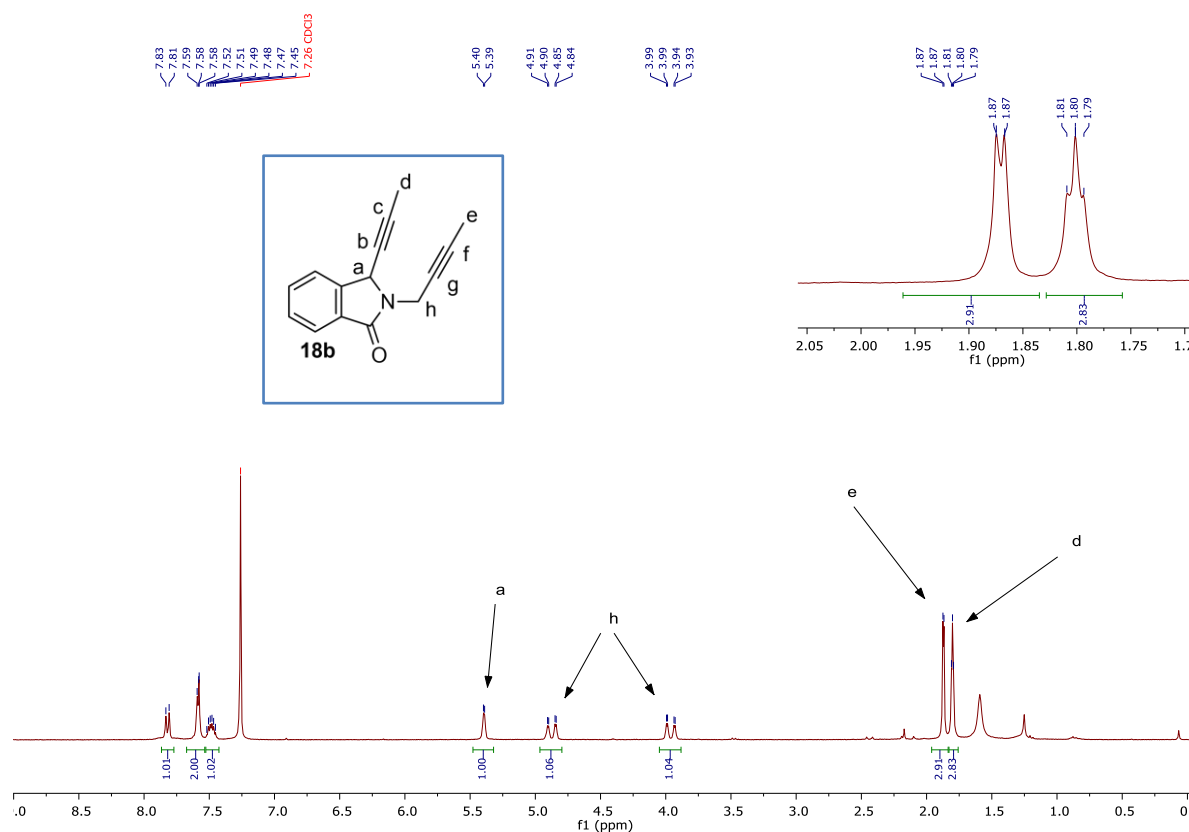 7.83 7.81 7.59 7.58 7.58 7.52 7.51 7.49 7.48 7.47 7.45 7.26 CDCl3
5.40 5.39
4.91 4.90 4.85 4.84
3.99 3.99 3.94 3.93
1.87 1.87 1.81 1.80 1.79
d
c
e
b
f
a
g
N
h
O
18b
1.87 1.87 1.81 1.80 1.79
2.91 2.83
2.05 2.00 1.95 1.90 1.85 1.80 1.75 1.7
f1 (ppm)
e
d
a
h
1.01 2.00 1.02 1.00 1.06 1.04 2.91 2.83
.0 8.0 7.5 7.0 6.5 6.0 5.5 5.0 4.5 4.0 3.5 3.0 2.5 2.0 1.5 1.0 0.5 0
f1 (ppm)